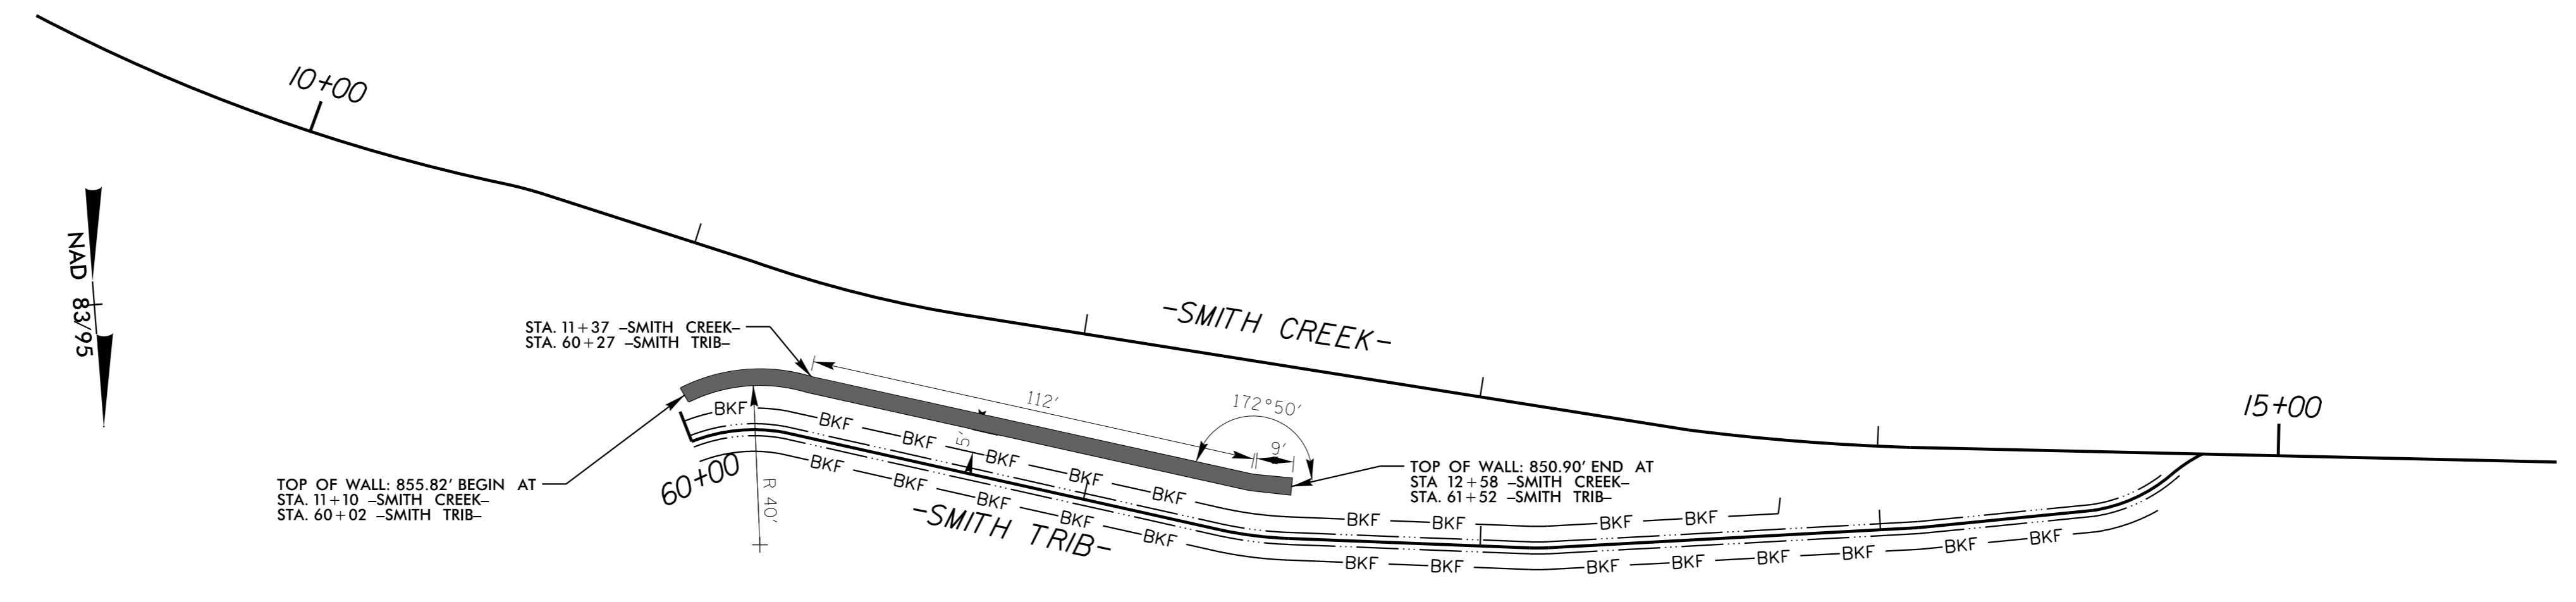 10+00
NAD 83/95
-SMITH CREEK-
STA. 11+37 -SMITH CREEK-
STA. 60+27 -SMITH TRIB-
112'
172°50'
9'
15+00
5'
BKF BKF BKF BKF BKF BKF BKF BKF BKF BKF
TOP OF WALL: 855.82' BEGIN AT
STA. 11+10 -SMITH CREEK-
STA. 60+02 -SMITH TRIB-
60+00
R 40'
TOP OF WALL: 850.90' END AT
STA 12+58 -SMITH CREEK-
STA. 61+52 -SMITH TRIB-
-SMITH TRIB-
BKF BKF BKF BKF BKF BKF BKF BKF BKF BKF BKF BKF BKF